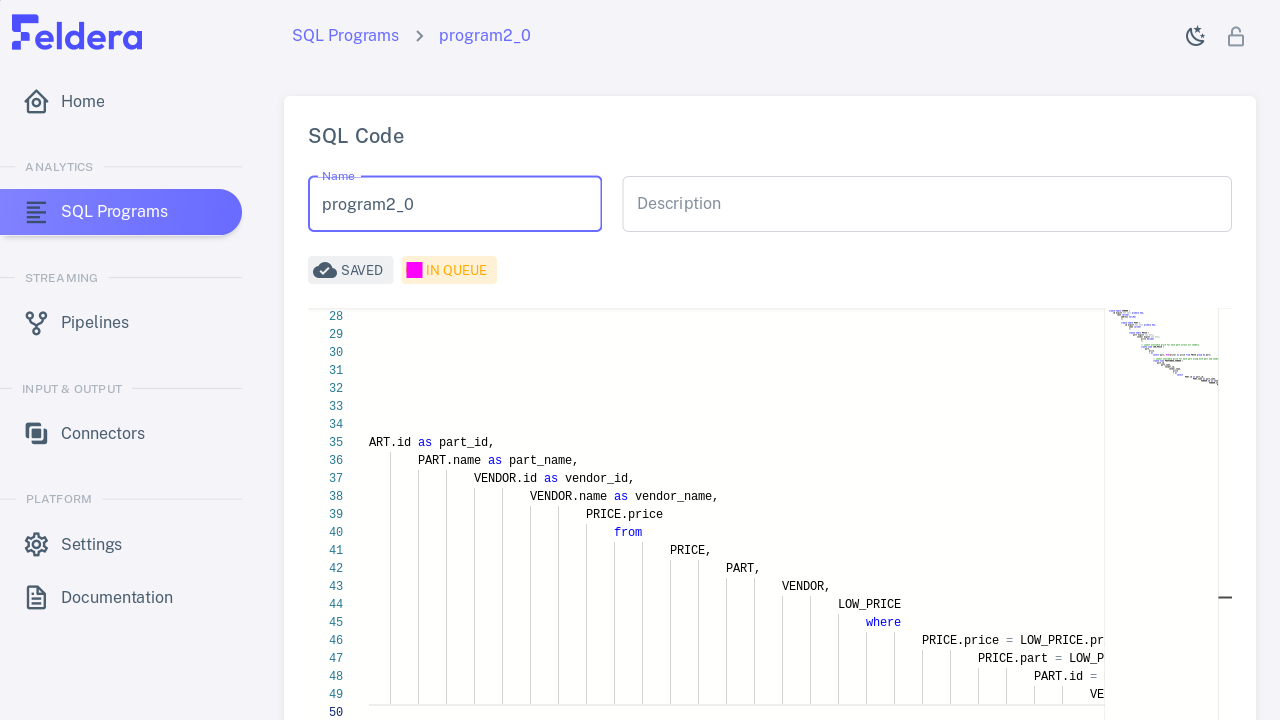 Feldera
SQL Programs > program2_0
Home
ANALYTICS
SQL Programs
STREAMING
Pipelines
INPUT & OUTPUT
Connectors
PLATFORM
Settings
Documentation
SQL Code
Name
program2_0
Description
SAVED
IN QUEUE
28
29
30
31
32
33
34
35 ART.id as part_id,
36 PART.name as part_name,
37 VENDOR.id as vendor_id,
38 VENDOR.name as vendor_name,
39 PRICE.price
40 from
41 PRICE,
42 PART,
43 VENDOR,
44 LOW_PRICE
45 where
46 PRICE.price = LOW_PRICE.pr
47 PRICE.part = LOW_P
48 PART.id =
49 VE
50